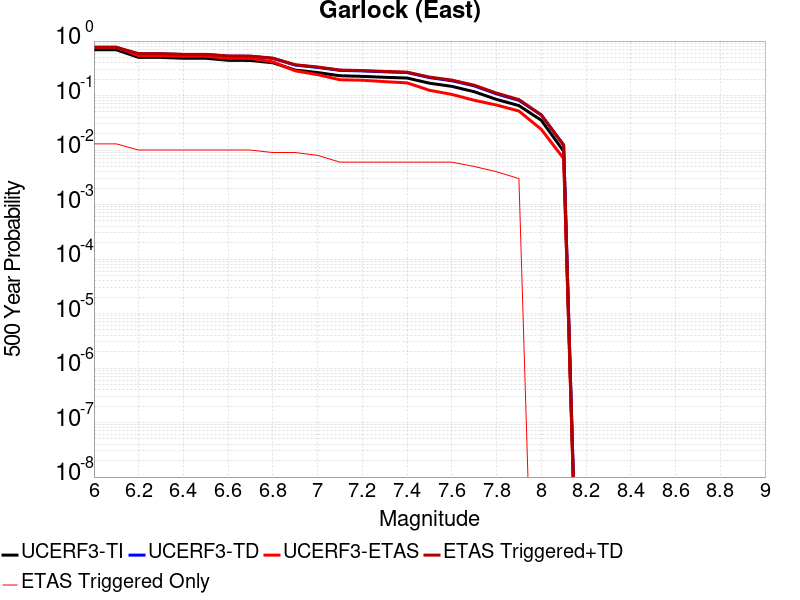 Garlock (East)
10^0
10^-1
10^-2
10^-3
10^-4
10^-5
10^-6
10^-7
10^-8
500 Year Probability
6 6.2 6.4 6.6 6.8 7 7.2 7.4 7.6 7.8 8 8.2 8.4 8.6 8.8 9
Magnitude
UCERF3-TI UCERF3-TD UCERF3-ETAS ETAS Triggered+TD
ETAS Triggered Only